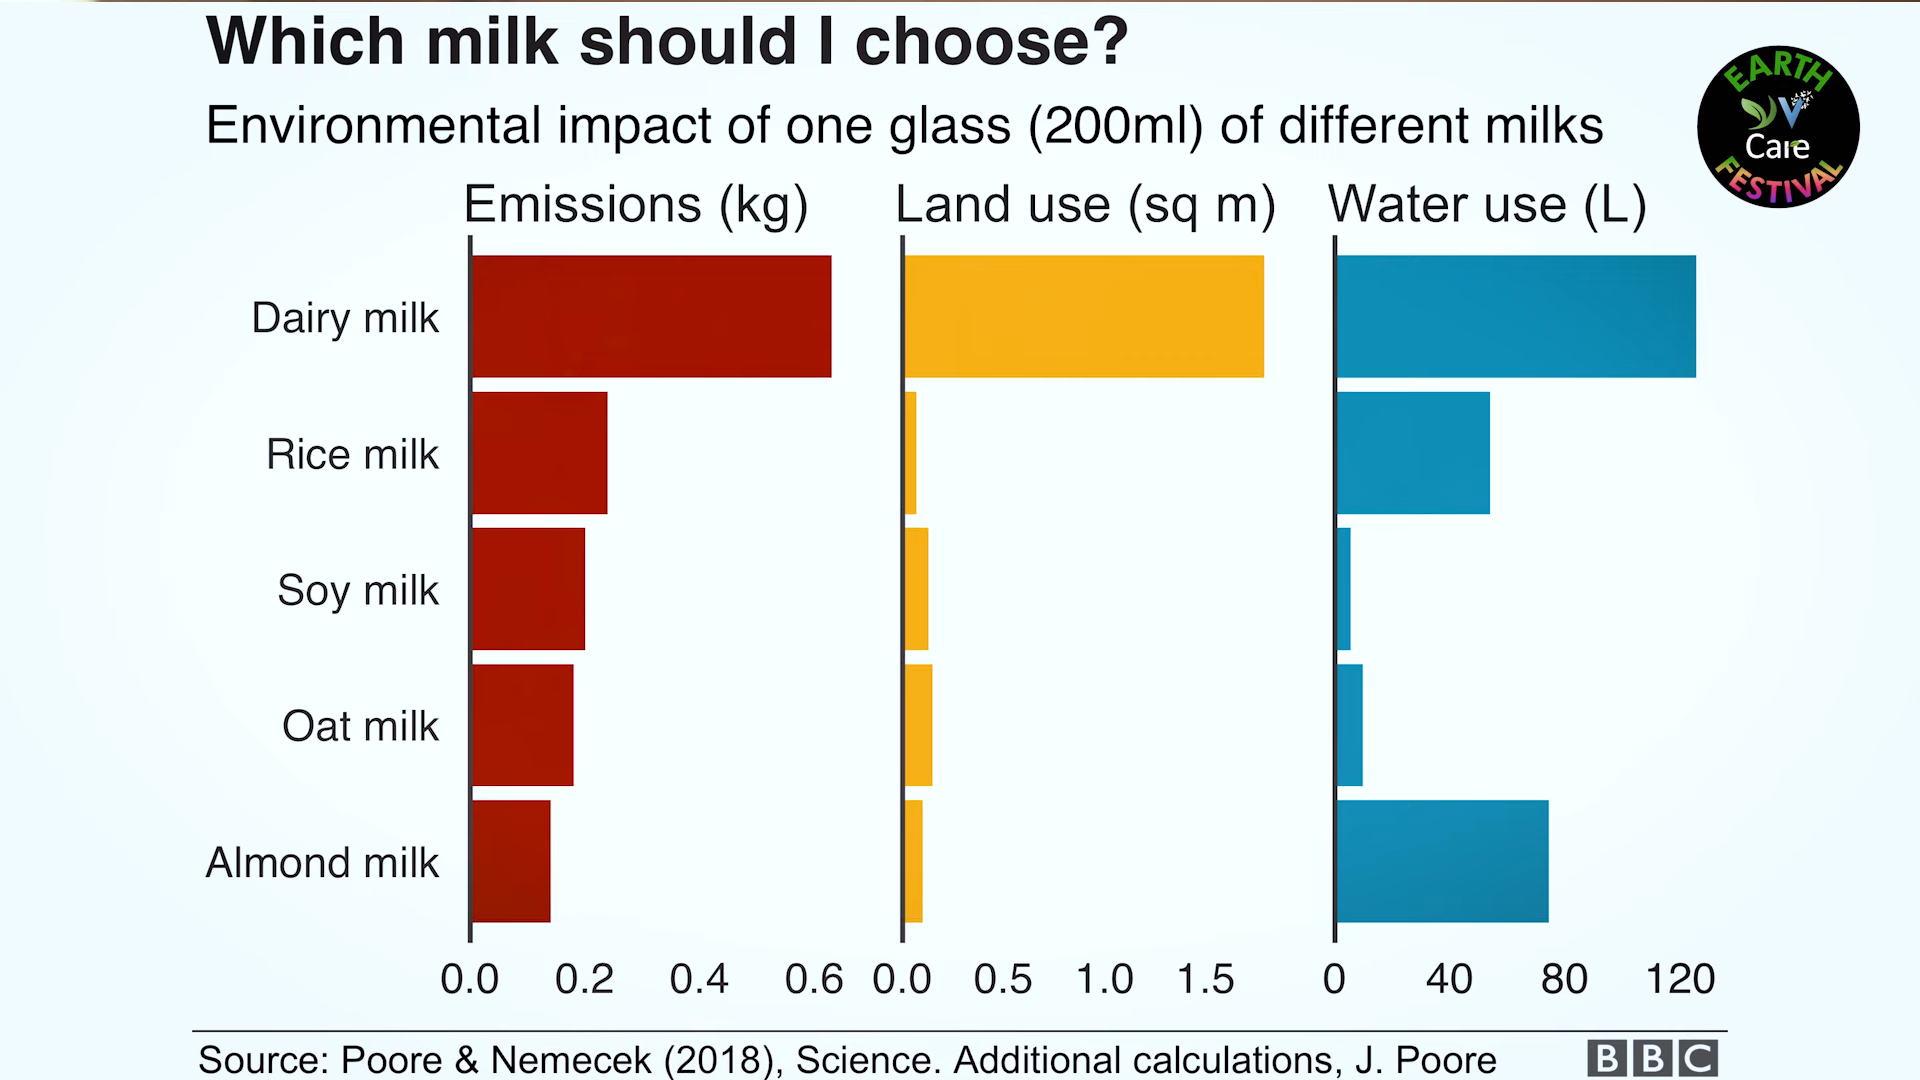 Which milk should I choose?
Environmental impact of one glass (200ml) of different milks
EARTH
V
Care
FESTIVAL
Emissions (kg) Land use (sq m) Water use (L)
Dairy milk
Rice milk
Soy milk
Oat milk
Almond milk
0.0 0.2 0.4 0.6 0.0 0.5 1.0 1.5 0 40 80 120
Source: Poore & Nemecek (2018), Science. Additional calculations, J. Poore
BBC